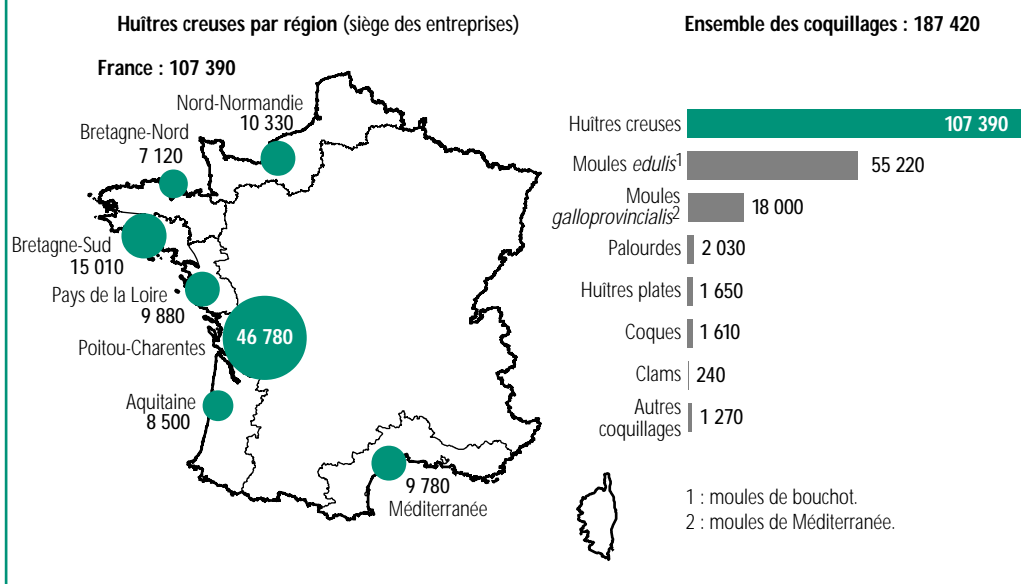 Huîtres creuses par région (siège des entreprises)
France : 107 390
Nord-Normandie
10 330
Bretagne-Nord
7 120
Bretagne-Sud
15 010
Pays de la Loire
9 880
46 780
Poitou-Charentes
Aquitaine
8 500
9 780
Méditerranée
Ensemble des coquillages : 187 420
Huîtres creuses 107 390
Moules edulis1 55 220
Moules
galloprovincialis2 18 000
Palourdes 2 030
Huîtres plates 1 650
Coques 1 610
Clams 240
Autres
coquillages 1 270
1 : moules de bouchot.
2 : moules de Méditerranée.